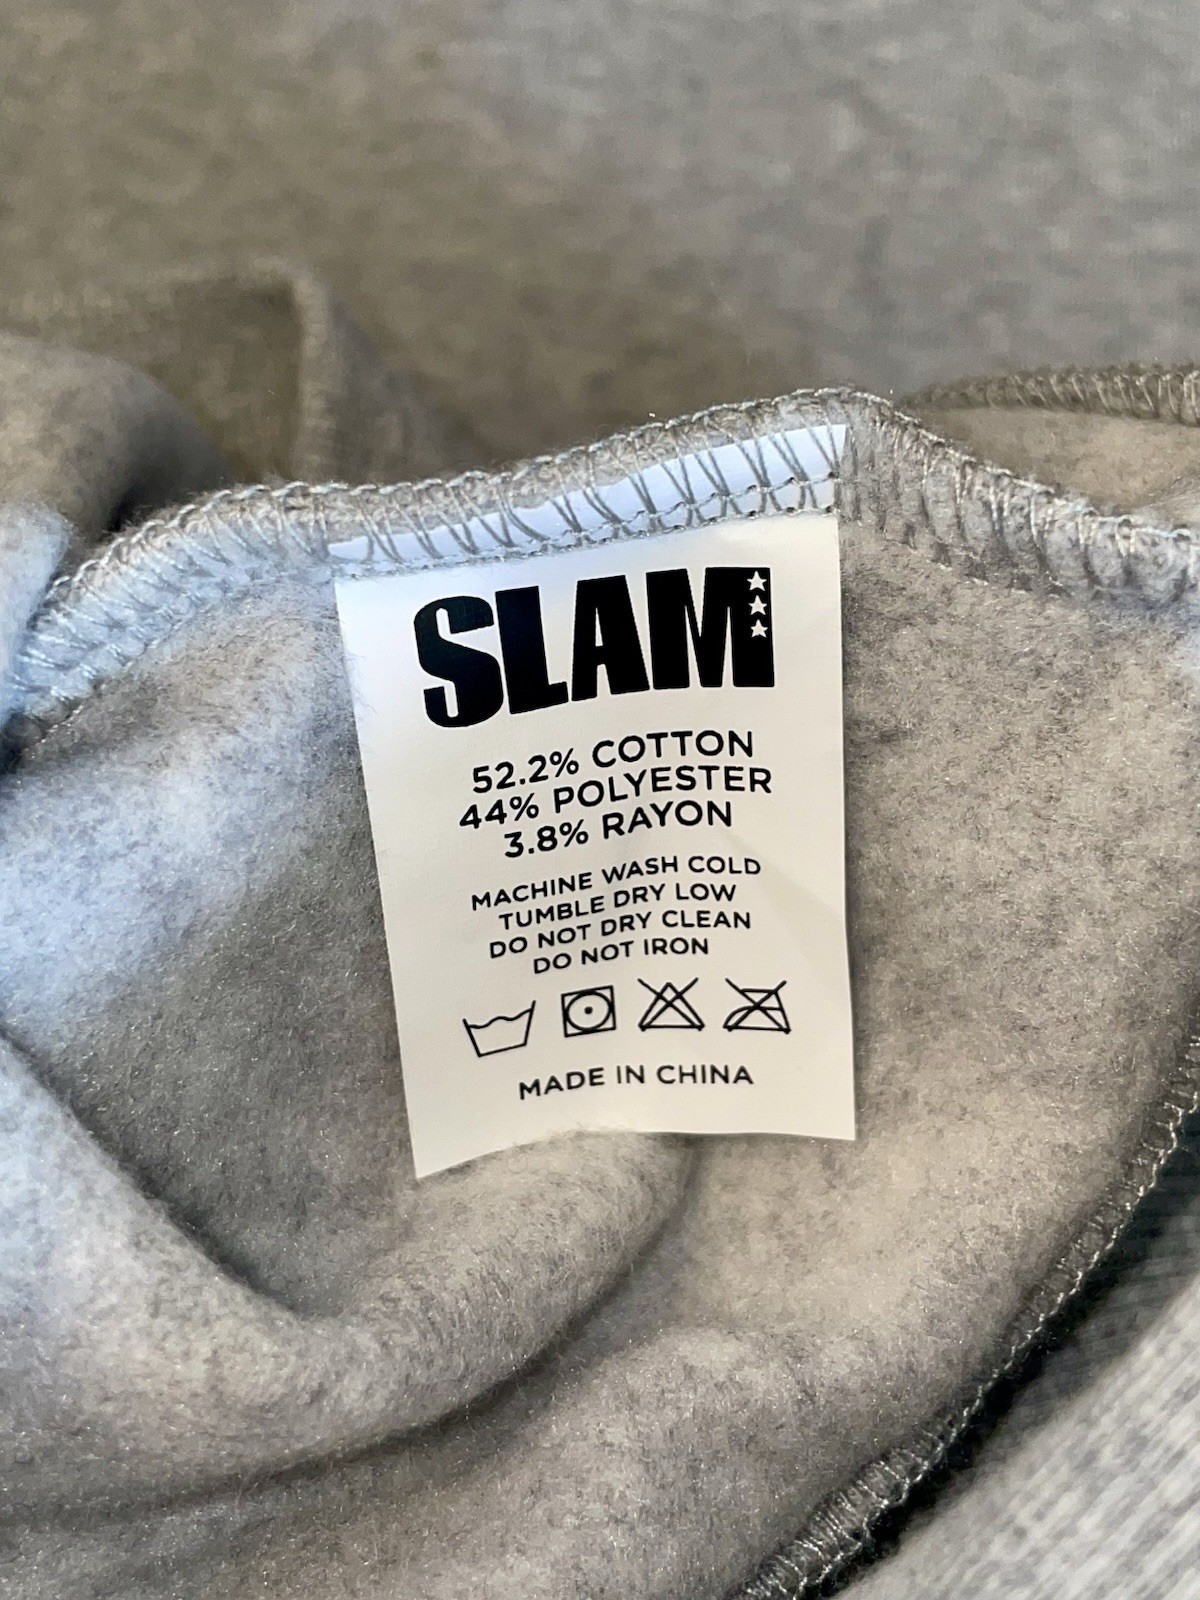 SLAM
52.2% COTTON
44% POLYESTER
3.8% RAYON
MACHINE WASH COLD
TUMBLE DRY LOW
DO NOT DRY CLEAN
DO NOT IRON
MADE IN CHINA